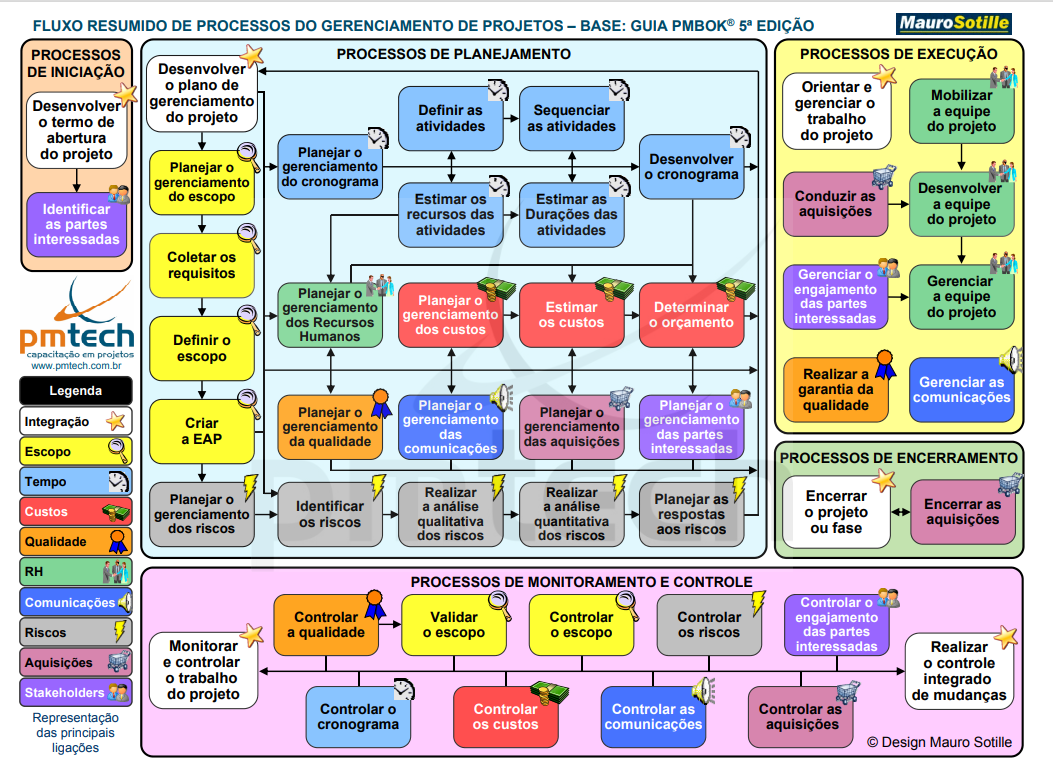 FLUXO RESUMIDO DE PROCESSOS DO GERENCIAMENTO DE PROJETOS – BASE: GUIA PMBOK® 5ª EDIÇÃO
MauroSotille
PROCESSOS
DE INICIAÇÃO
Desenvolver
o termo de
abertura
do projeto
Identificar
as partes
interessadas
pmtech
capacitação em projetos
www.pmtech.com.br
Legenda
Integração
Escopo
Tempo
Custos
Qualidade
RH
Comunicações
Riscos
Aquisições
Stakeholders
Representação
das principais
ligações
PROCESSOS DE PLANEJAMENTO
Desenvolver
o plano de
gerenciamento
do projeto
Planejar o
gerenciamento
do escopo
Coletar os
requisitos
Definir o
escopo
Criar
a EAP
Planejar o
gerenciamento
dos riscos
Definir as
atividades
Sequenciar
as atividades
Planejar o
gerenciamento
do cronograma
Desenvolver
o cronograma
Estimar os
recursos das
atividades
Estimar as
Durações das
atividades
Planejar o
gerenciamento
dos Recursos
Humanos
Planejar o
gerenciamento
dos custos
Estimar
os custos
Determinar
o orçamento
Planejar o
gerenciamento
da qualidade
Planejar o
gerenciamento
das
comunicações
Planejar o
gerenciamento
das aquisições
Planejar o
gerenciamento
das partes
interessadas
Identificar
os riscos
Realizar
a análise
qualitativa
dos riscos
Realizar
a análise
quantitativa
dos riscos
Planejar as
respostas
aos riscos
pmtech
PROCESSOS DE EXECUÇÃO
Orientar e
gerenciar o
trabalho
do projeto
Mobilizar
a equipe
do projeto
Conduzir as
aquisições
Desenvolver
a equipe
do projeto
Gerenciar o
engajamento
das partes
interessadas
Gerenciar
a equipe
do projeto
Realizar a
garantia da
qualidade
Gerenciar as
comunicações
PROCESSOS DE ENCERRAMENTO
Encerrar
o projeto
ou fase
Encerrar as
aquisições
PROCESSOS DE MONITORAMENTO E CONTROLE
Monitorar
e controlar
o trabalho
do projeto
Controlar
a qualidade
Validar
o escopo
Controlar
o escopo
Controlar
os riscos
Controlar o
engajamento
das partes
interessadas
Realizar
o controle
integrado
de mudanças
Controlar o
cronograma
Controlar
os custos
Controlar as
comunicações
Controlar as
aquisições
© Design Mauro Sotille